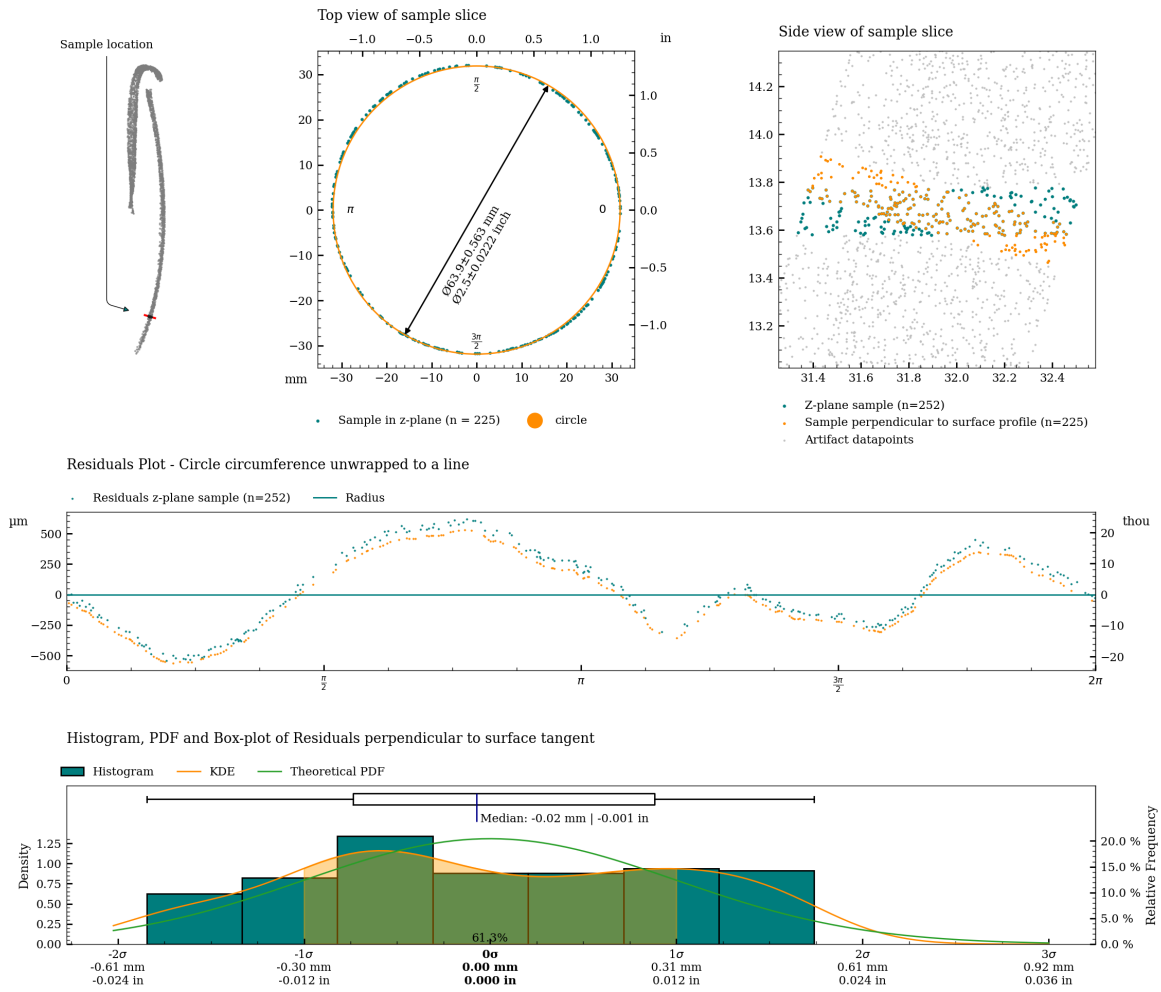 Top view of sample slice
Sample location
−1.0 −0.5 0.0 0.5 1.0 in
30
20
10
0
−10
−20
−30
mm
1.0
0.5
0.0
−0.5
−1.0
π/2
π
0
3π/2
Ø63.9±0.563 mm
Ø2.5±0.0222 inch
−30 −20 −10 0 10 20 30
Sample in z-plane (n = 225) circle
Side view of sample slice
14.2
14.0
13.8
13.6
13.4
13.2
31.4 31.6 31.8 32.0 32.2 32.4
Z-plane sample (n=252)
Sample perpendicular to surface profile (n=225)
Artifact datapoints
Residuals Plot - Circle circumference unwrapped to a line
Residuals z-plane sample (n=252) Radius
µm
500
250
0
−250
−500
thou
20
10
0
−10
−20
0 π/2 π 3π/2 2π
Histogram, PDF and Box-plot of Residuals perpendicular to surface tangent
Histogram KDE Theoretical PDF
Median: -0.02 mm | -0.001 in
Density
1.25
1.00
0.75
0.50
0.25
0.00
Relative Frequency
20.0 %
15.0 %
10.0 %
5.0 %
0.0 %
61.3%
-2σ -1σ 0σ 1σ 2σ 3σ
-0.61 mm -0.30 mm 0.00 mm 0.31 mm 0.61 mm 0.92 mm
-0.024 in -0.012 in 0.000 in 0.012 in 0.024 in 0.036 in